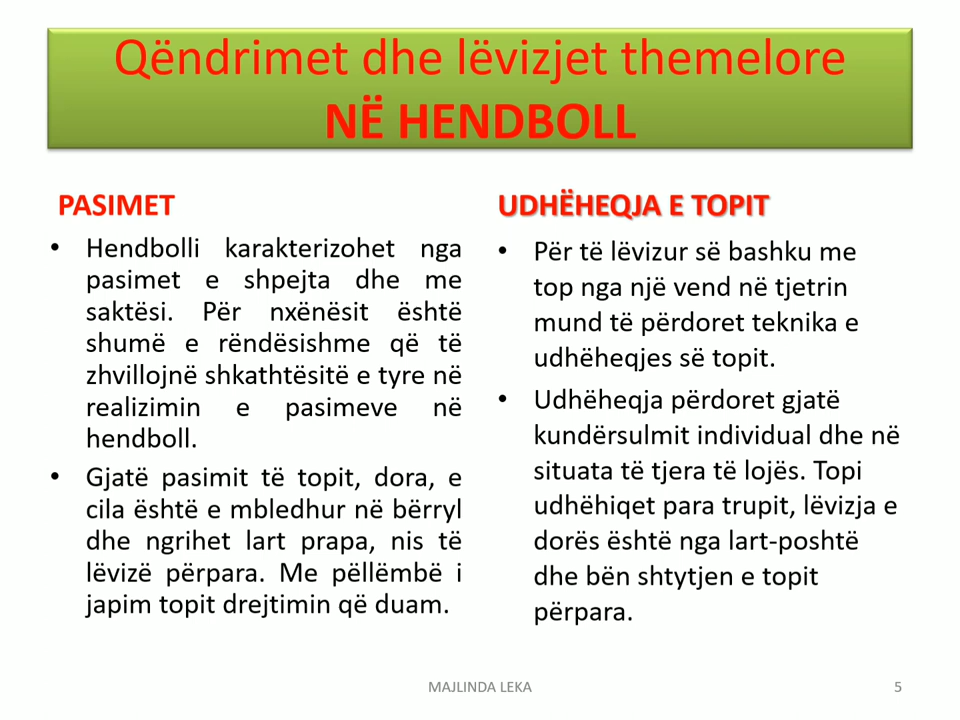 Qëndrimet dhe lëvizjet themelore
NË HENDBOLL
PASIMET
• Hendbolli karakterizohet nga
pasimet e shpejta dhe me
saktësi. Për nxënësit është
shumë e rëndësishme që të
zhvillojnë shkathtësitë e tyre në
realizimin e pasimeve në
hendboll.
• Gjatë pasimit të topit, dora, e
cila është e mbledhur në bërryl
dhe ngrihet lart prapa, nis të
lëvizë përpara. Me pëllëmbë i
japim topit drejtimin që duam.
UDHËHEQJA E TOPIT
• Për të lëvizur së bashku me
top nga një vend në tjetrin
mund të përdoret teknika e
udhëheqjes së topit.
• Udhëheqja përdoret gjatë
kundërsulmit individual dhe në
situata të tjera të lojës. Topi
udhëhiqet para trupit, lëvizja e
dorës është nga lart-poshtë
dhe bën shtytjen e topit
përpara.
MAJLINDA LEKA
5